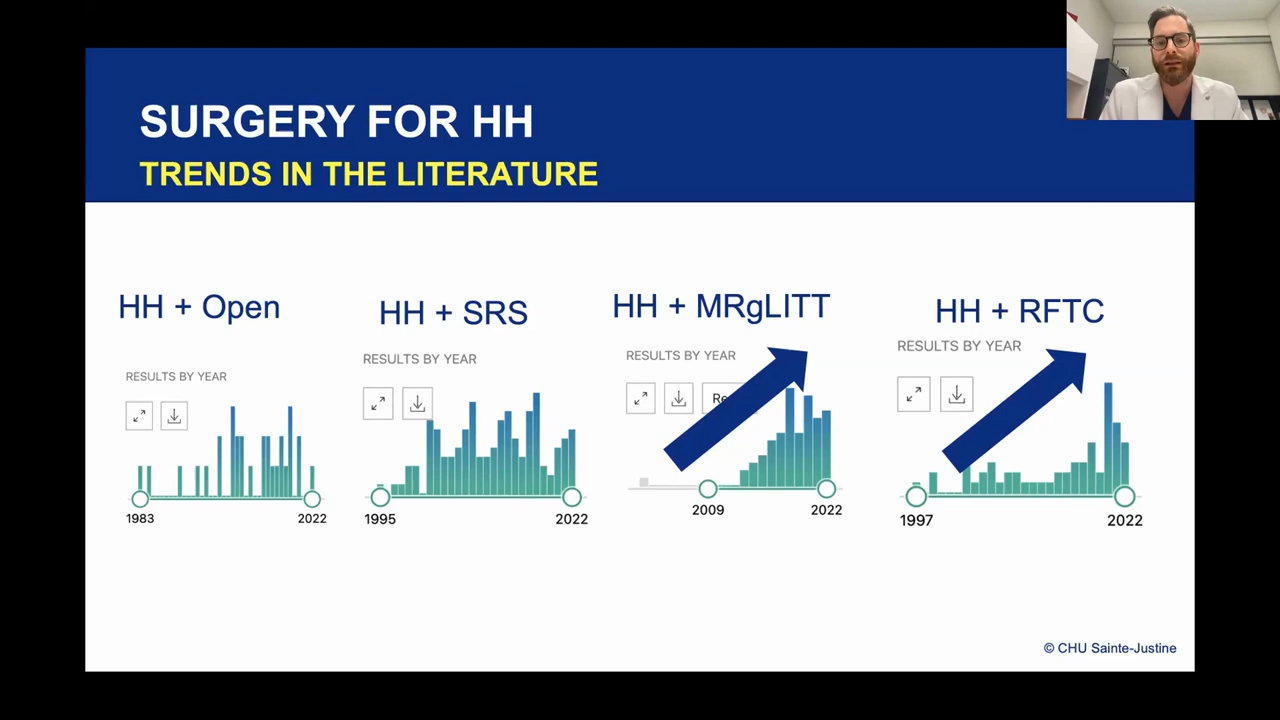 SURGERY FOR HH
TRENDS IN THE LITERATURE
HH + Open
HH + SRS
HH + MRgLITT
HH + RFTC
RESULTS BY YEAR
RESULTS BY YEAR
RESULTS BY YEAR
RESULTS BY YEAR
1983
2022
1995
2022
2009
2022
1997
2022
© CHU Sainte-Justine